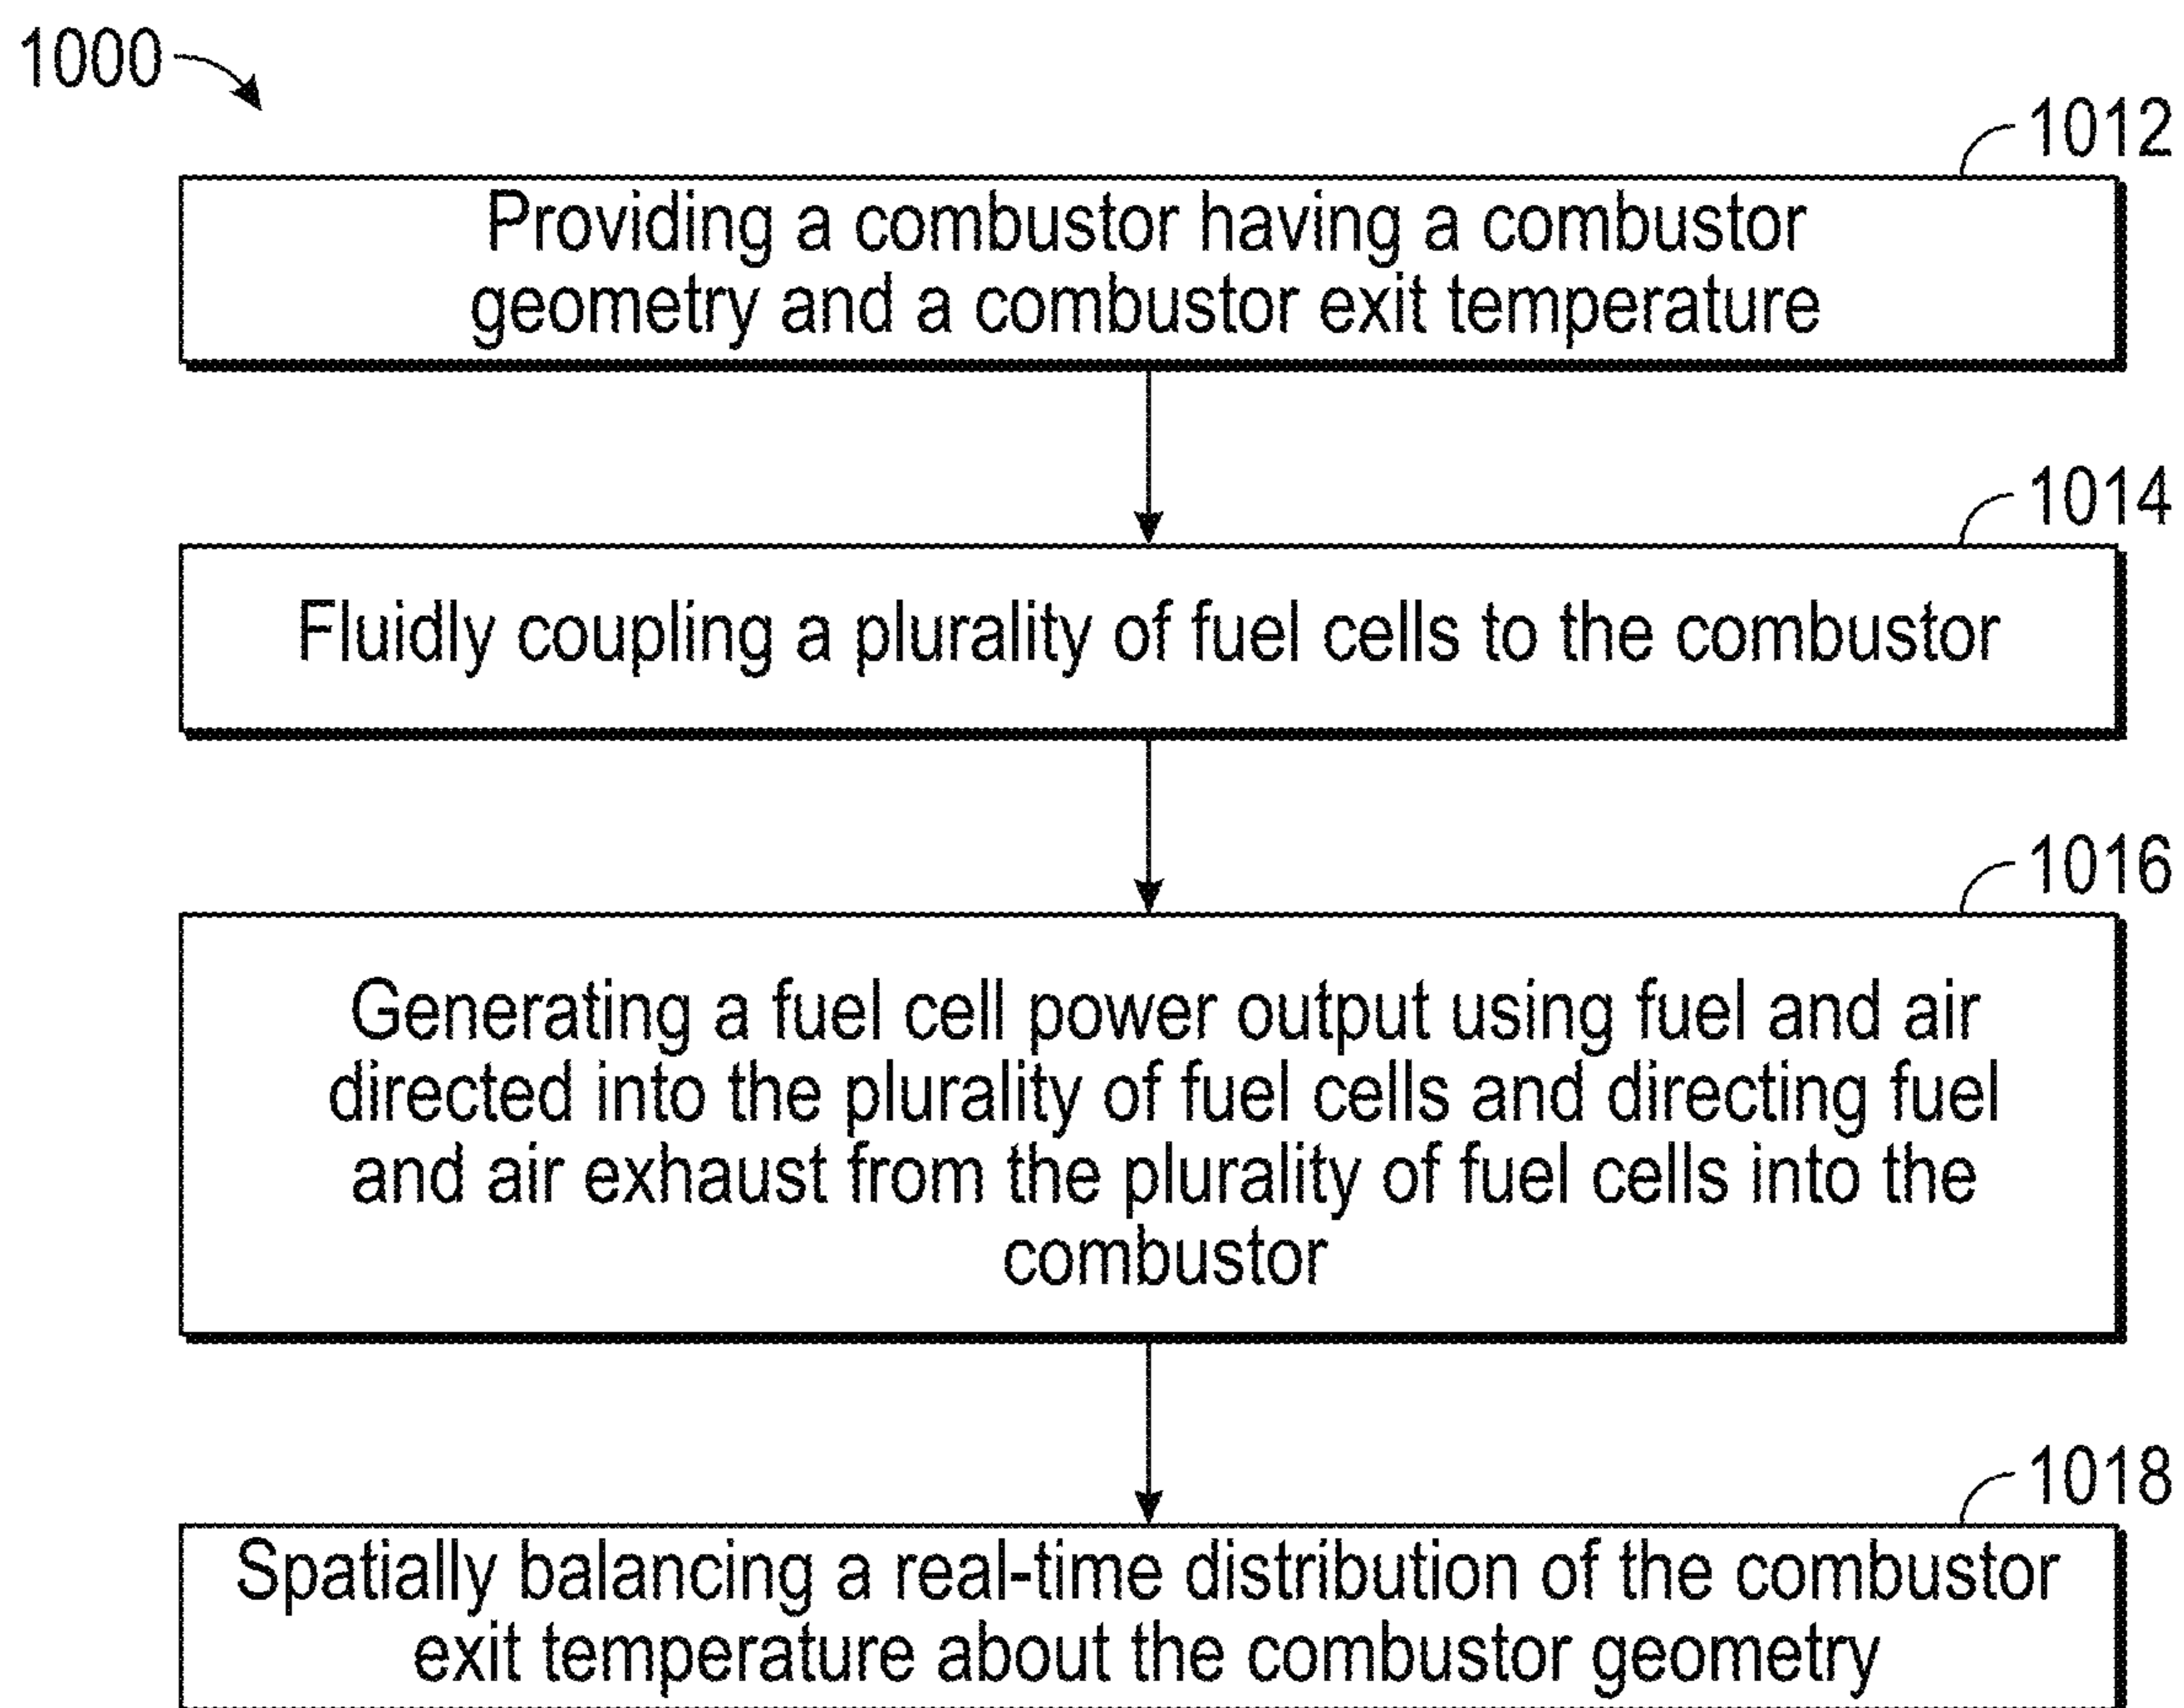 1000
1012
Providing a combustor having a combustor
geometry and a combustor exit temperature
1014
Fluidly coupling a plurality of fuel cells to the combustor
1016
Generating a fuel cell power output using fuel and air
directed into the plurality of fuel cells and directing fuel
and air exhaust from the plurality of fuel cells into the
combustor
1018
Spatially balancing a real-time distribution of the combustor
exit temperature about the combustor geometry